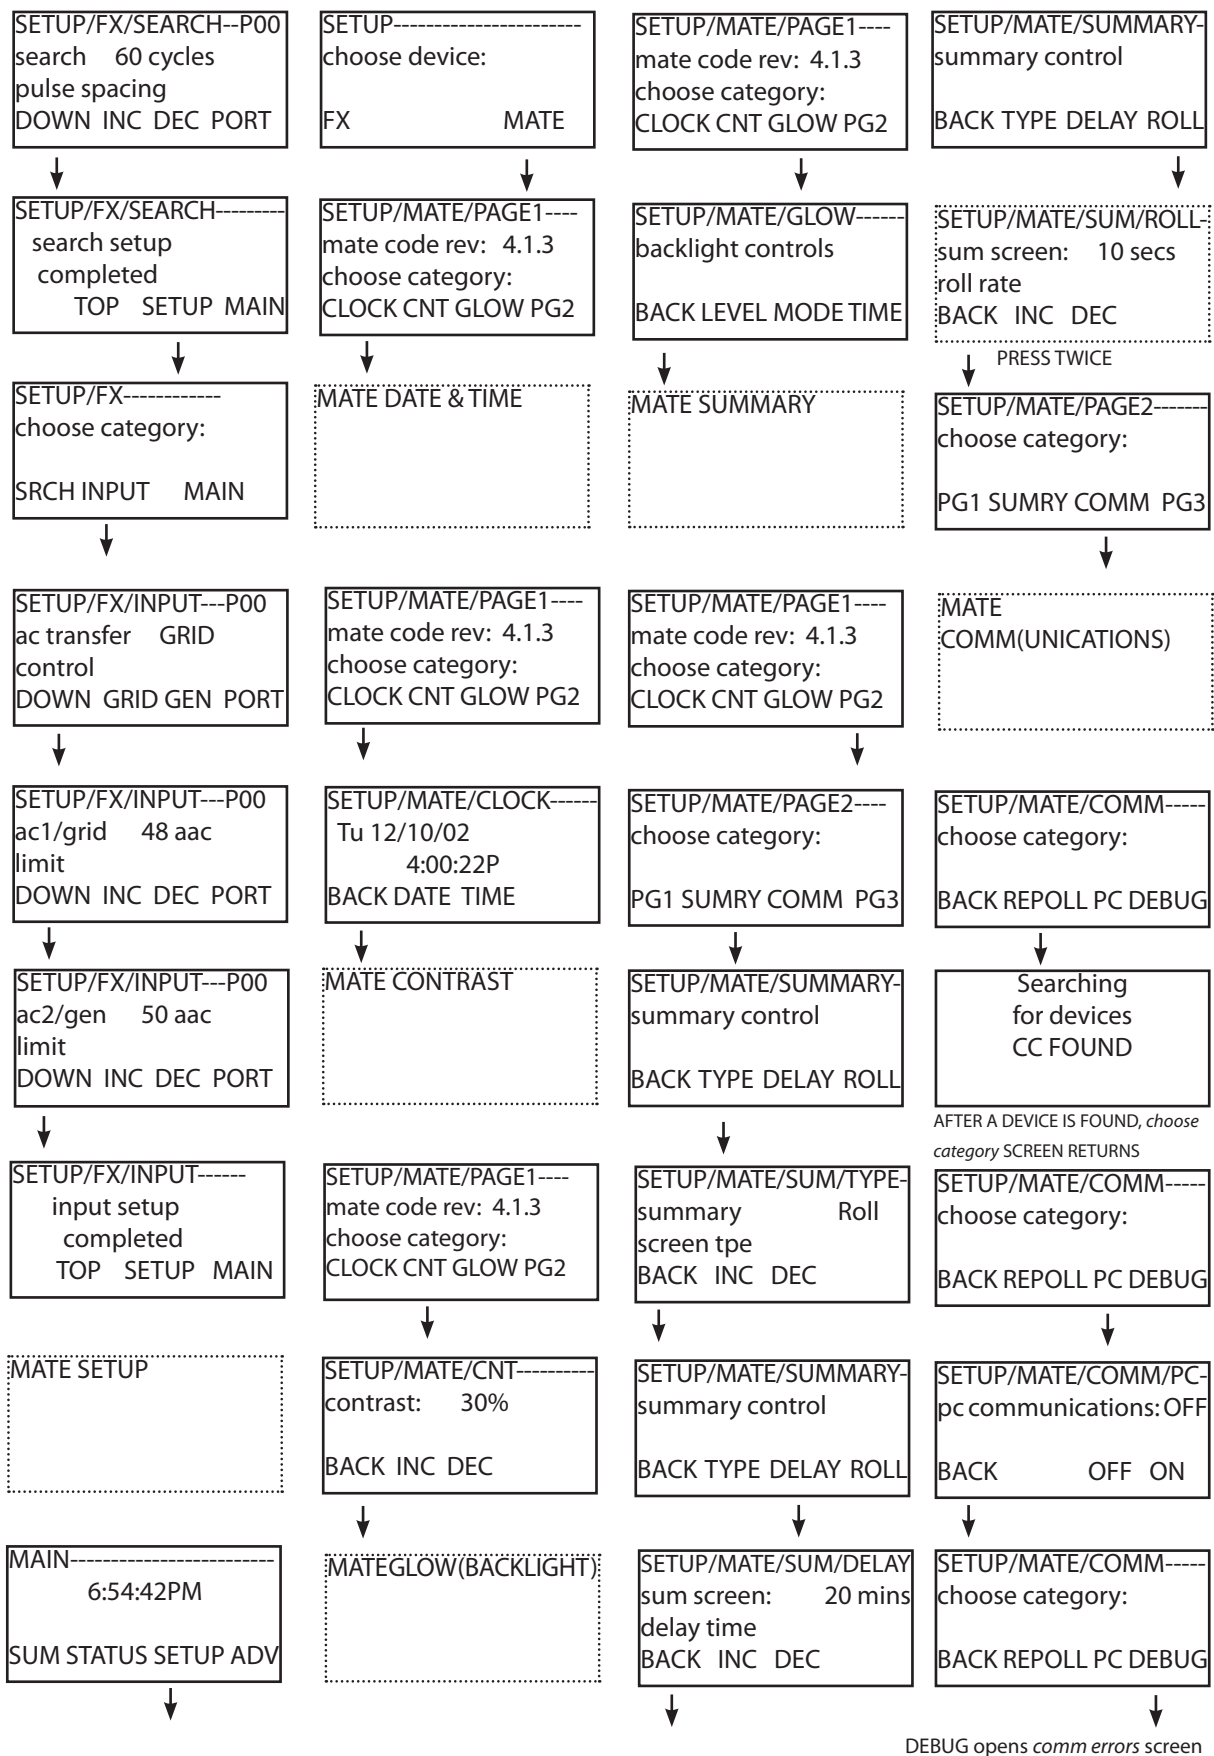 SETUP/FX/SEARCH--P00
search 60 cycles
pulse spacing
DOWN INC DEC PORT
SETUP/FX/SEARCH---------
search setup
completed
TOP SETUP MAIN
SETUP/FX------------
choose category:
SRCH INPUT MAIN
SETUP/FX/INPUT---P00
ac transfer GRID
control
DOWN GRID GEN PORT
SETUP/FX/INPUT---P00
ac1/grid 48 aac
limit
DOWN INC DEC PORT
SETUP/FX/INPUT---P00
ac2/gen 50 aac
limit
DOWN INC DEC PORT
SETUP/FX/INPUT------
input setup
completed
TOP SETUP MAIN
MATE SETUP
MAIN-------------------------
6:54:42PM
SUM STATUS SETUP ADV
SETUP-----------------------
choose device:
FX MATE
SETUP/MATE/PAGE1----
mate code rev: 4.1.3
choose category:
CLOCK CNT GLOW PG2
MATE DATE & TIME
SETUP/MATE/PAGE1----
mate code rev: 4.1.3
choose category:
CLOCK CNT GLOW PG2
SETUP/MATE/CLOCK------
Tu 12/10/02
4:00:22P
BACK DATE TIME
MATE CONTRAST
SETUP/MATE/PAGE1----
mate code rev: 4.1.3
choose category:
CLOCK CNT GLOW PG2
SETUP/MATE/CNT----------
contrast: 30%
BACK INC DEC
MATEGLOW(BACKLIGHT)
SETUP/MATE/PAGE1----
mate code rev: 4.1.3
choose category:
CLOCK CNT GLOW PG2
SETUP/MATE/GLOW------
backlight controls
BACK LEVEL MODE TIME
MATE SUMMARY
SETUP/MATE/PAGE1----
mate code rev: 4.1.3
choose category:
CLOCK CNT GLOW PG2
SETUP/MATE/PAGE2----
choose category:
PG1 SUMRY COMM PG3
SETUP/MATE/SUMMARY-
summary control
BACK TYPE DELAY ROLL
SETUP/MATE/SUM/TYPE-
summary Roll
screen tpe
BACK INC DEC
SETUP/MATE/SUMMARY-
summary control
BACK TYPE DELAY ROLL
SETUP/MATE/SUM/DELAY
sum screen: 20 mins
delay time
BACK INC DEC
SETUP/MATE/SUMMARY-
summary control
BACK TYPE DELAY ROLL
SETUP/MATE/SUM/ROLL-
sum screen: 10 secs
roll rate
BACK INC DEC
PRESS TWICE
SETUP/MATE/PAGE2-------
choose category:
PG1 SUMRY COMM PG3
MATE
COMM(UNICATIONS)
SETUP/MATE/COMM-----
choose category:
BACK REPOLL PC DEBUG
Searching
for devices
CC FOUND
AFTER A DEVICE IS FOUND, choose
category SCREEN RETURNS
SETUP/MATE/COMM-----
choose category:
BACK REPOLL PC DEBUG
SETUP/MATE/COMM/PC-
pc communications: OFF
BACK OFF ON
SETUP/MATE/COMM-----
choose category:
BACK REPOLL PC DEBUG
DEBUG opens comm errors screen